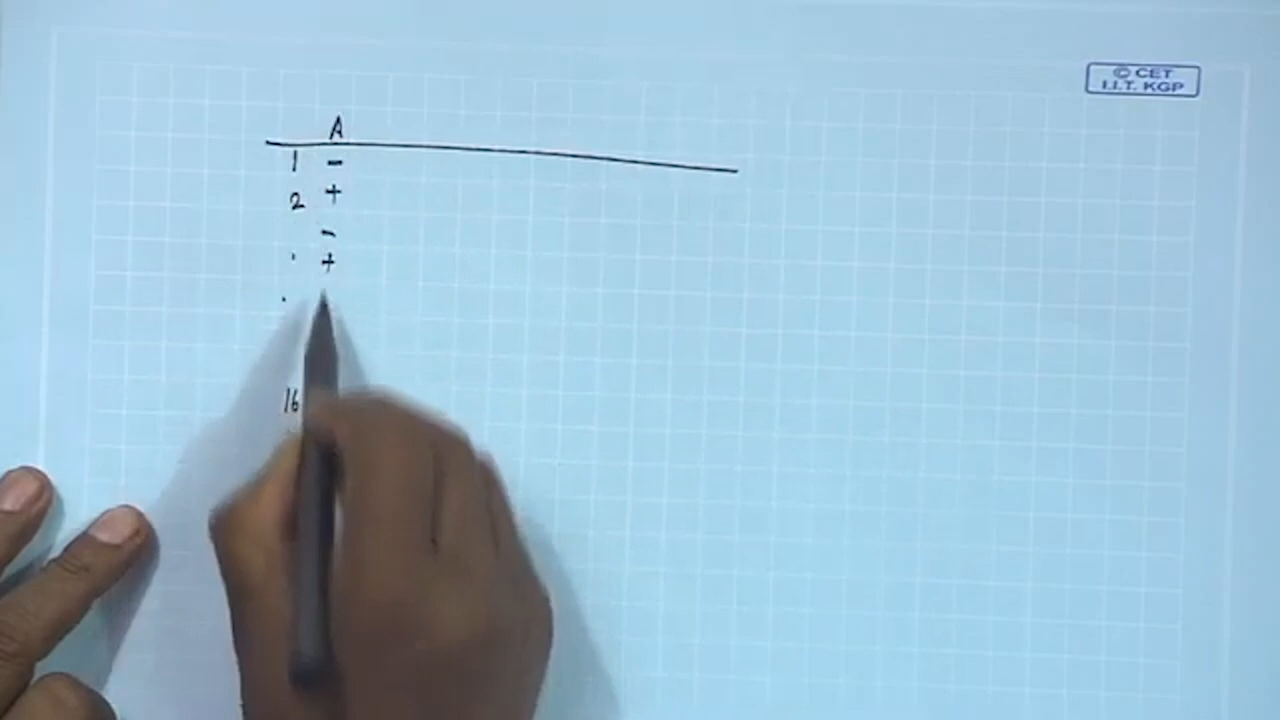 © CET
I.I.T. KGP
A
1 -
2 +
-
. +
.
16